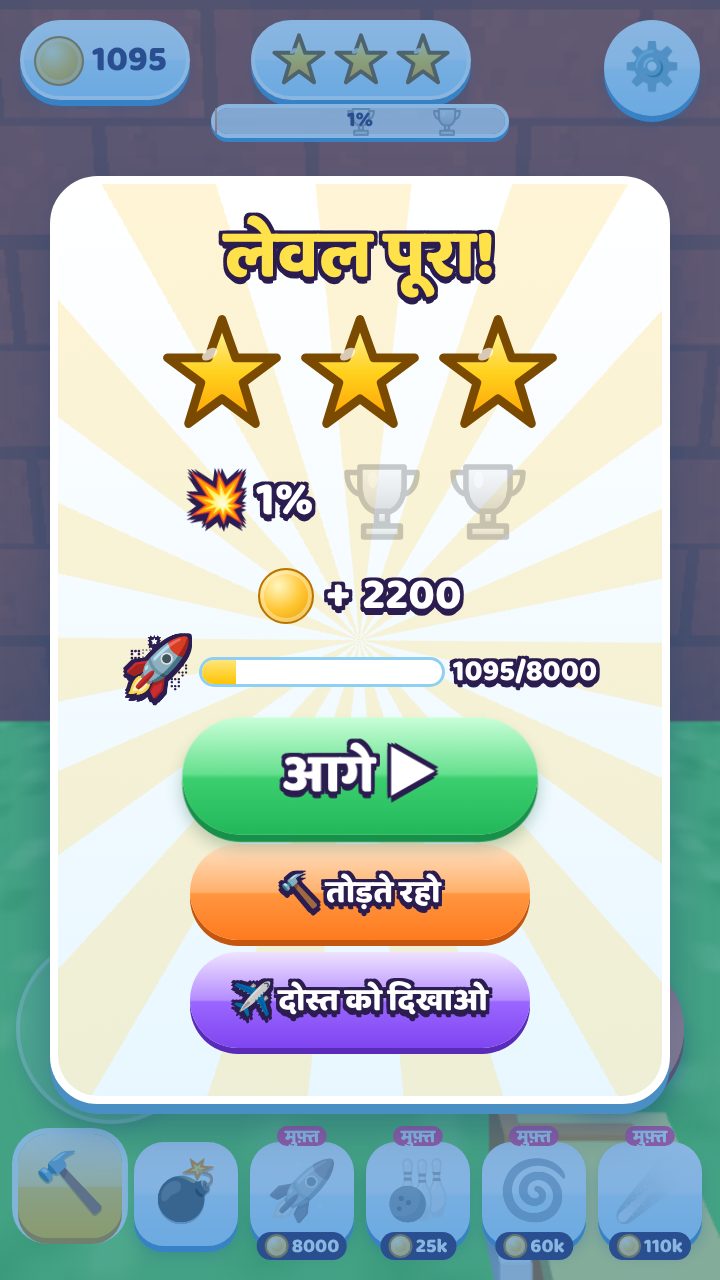 1095
1%
लेवल पूरा!
1%
+ 2200
1095/8000
आगे
तोड़ते रहो
दोस्त को दिखाओ
मुफ़्त मुफ़्त मुफ़्त मुफ़्त
8000 25k 60k 110k